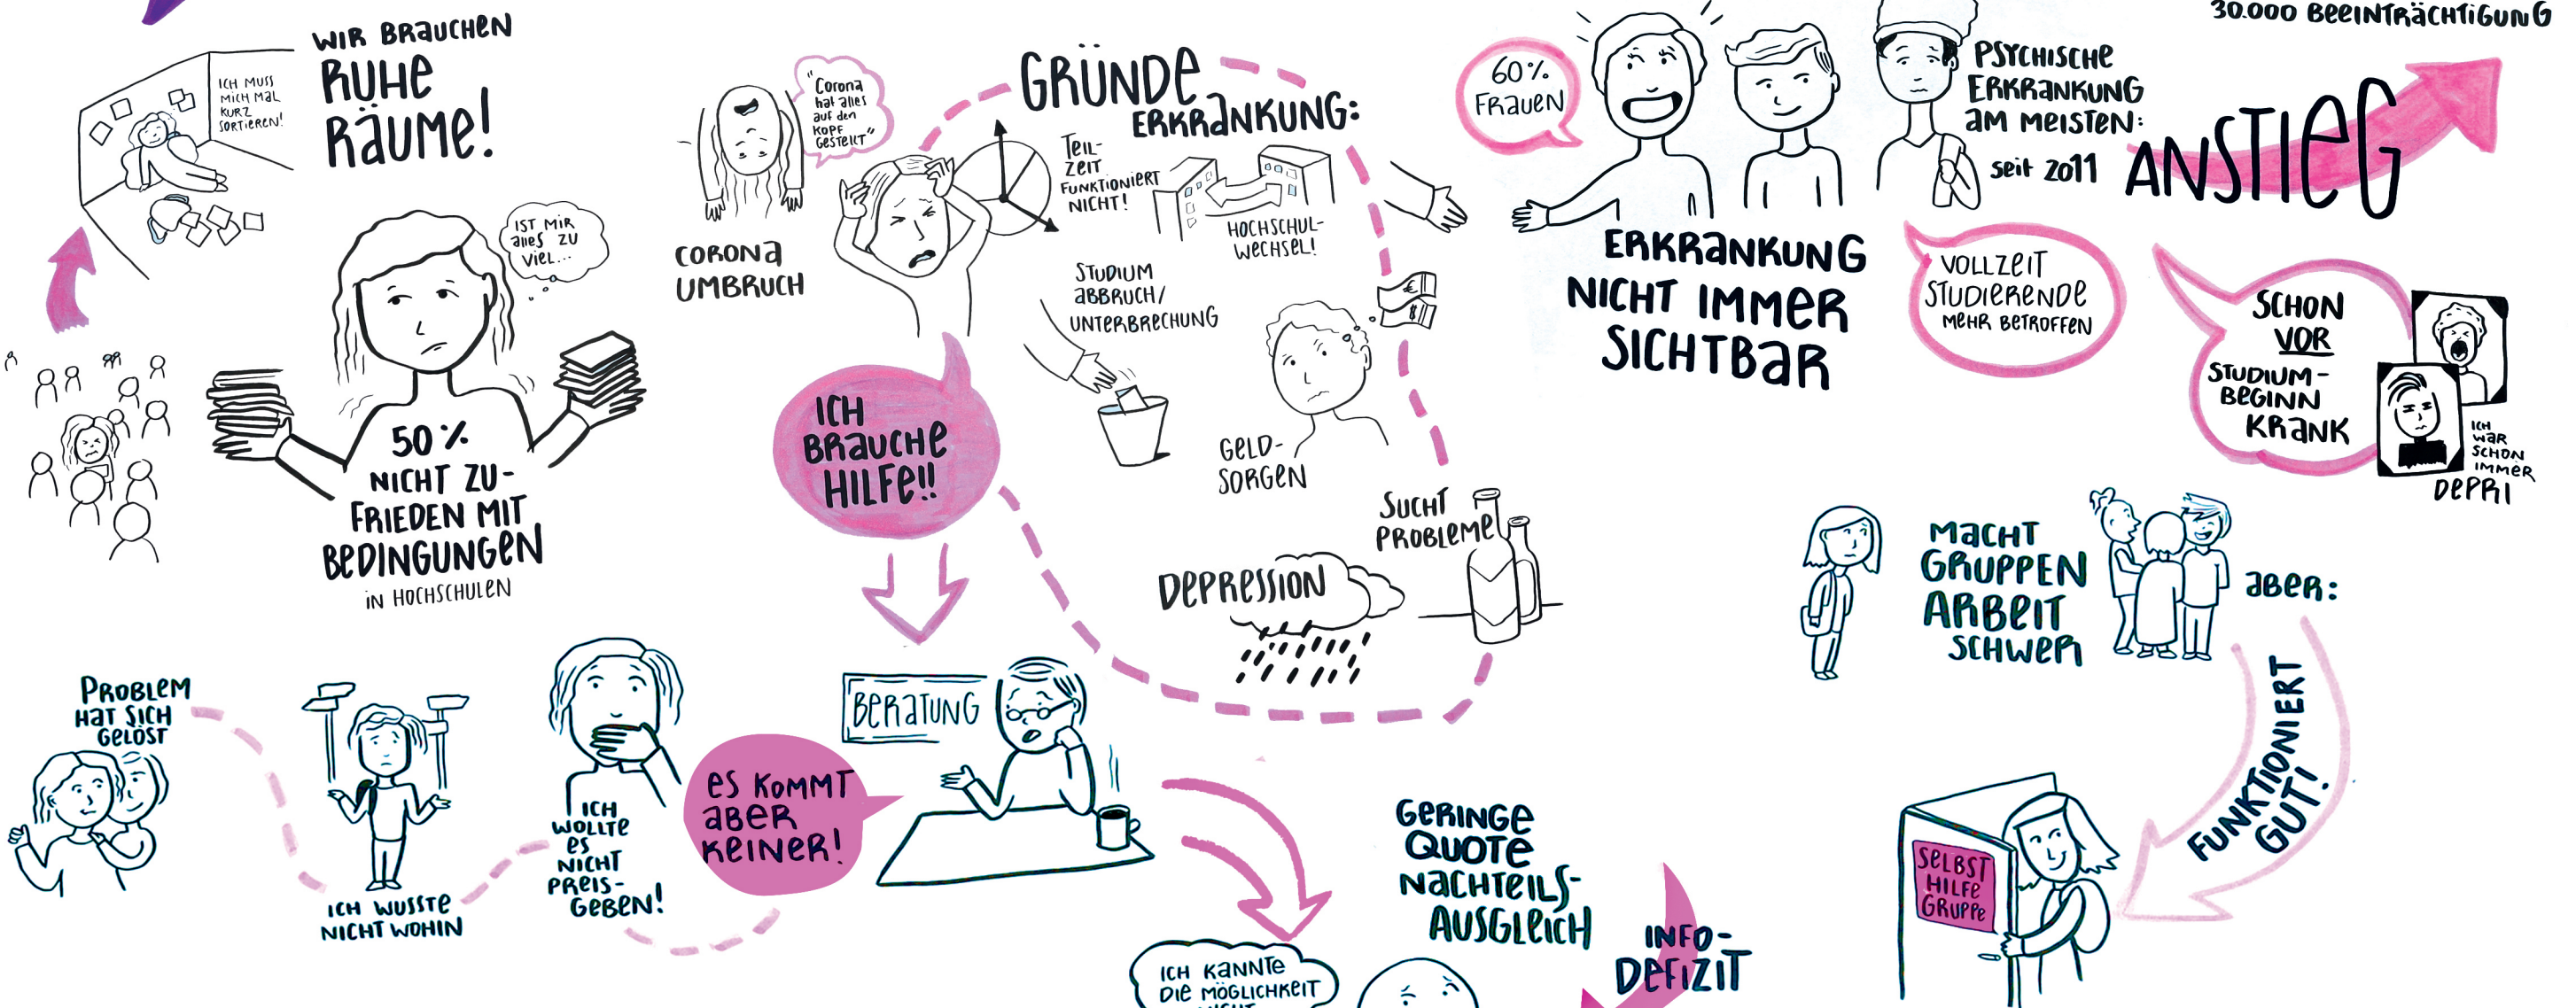 WIR BRAUCHEN
RUHE
RÄUME!
ICH MUSS
MICH MAL
KURZ
SORTIEREN!
IST MIR
ALLES ZU
VIEL...
50%
NICHT ZU-
FRIEDEN MIT
BEDINGUNGEN
IN HOCHSCHULEN
"Corona
hat alles
auf den
KOPF
GESTELLT"
CORONA
UMBRUCH
GRÜNDE
ERKRANKUNG:
TEIL-
ZEIT
FUNKTIONIERT
NICHT!
HOCHSCHUL-
WECHSEL!
STUDIUM
ABBRUCH/
UNTERBRECHUNG
GELD-
SORGEN
SUCHT
PROBLEME
DEPRESSION
ICH
BRAUCHE
HILFE!!
60%
FRAUEN
ERKRANKUNG
NICHT IMMER
SICHTBAR
PSYCHISCHE
ERKRANKUNG
AM MEISTEN:
seit 2011
30.000 BEEINTRÄCHTIGUNG
ANSTIEG
VOLLZEIT
STUDIERENDE
MEHR BETROFFEN
SCHON
VOR
STUDIUM-
BEGINN
KRANK
ICH
WAR
SCHON
IMMER
DEPRI
MACHT
GRUPPEN
ARBEIT
SCHWER
ABER:
FUNKTIONIERT
GUT!
SELBST
HILFE
GRUPPE
PROBLEM
HAT SICH
GELÖST
ICH WUSSTE
NICHT WOHIN
ICH
WOLLTE
ES
NICHT
PREIS-
GEBEN!
ES KOMMT
ABER
KEINER!
BERATUNG
GERINGE
QUOTE
NACHTEILS-
AUSGLEICH
INFO-
DEFIZIT
ICH KANNTE
DIE MÖGLICHKEIT